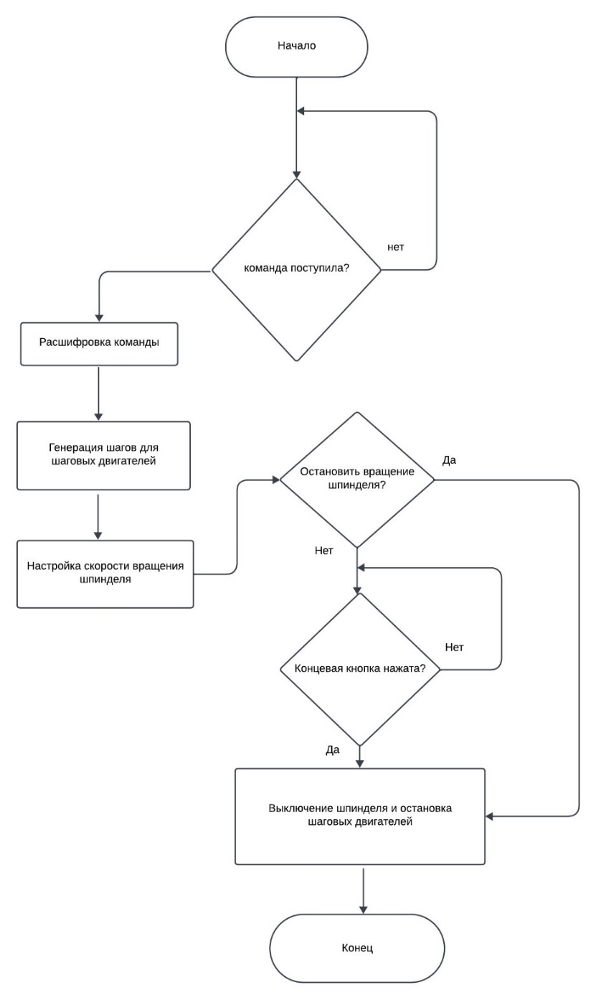 Начало
нет
команда поступила?
Расшифровка команды
Генерация шагов для
шаговых двигателей
Настройка скорости вращения
шпинделя
Остановить вращение
шпинделя?
Да
Нет
Концевая кнопка нажата?
Нет
Да
Выключение шпинделя и остановка
шаговых двигателей
Конец